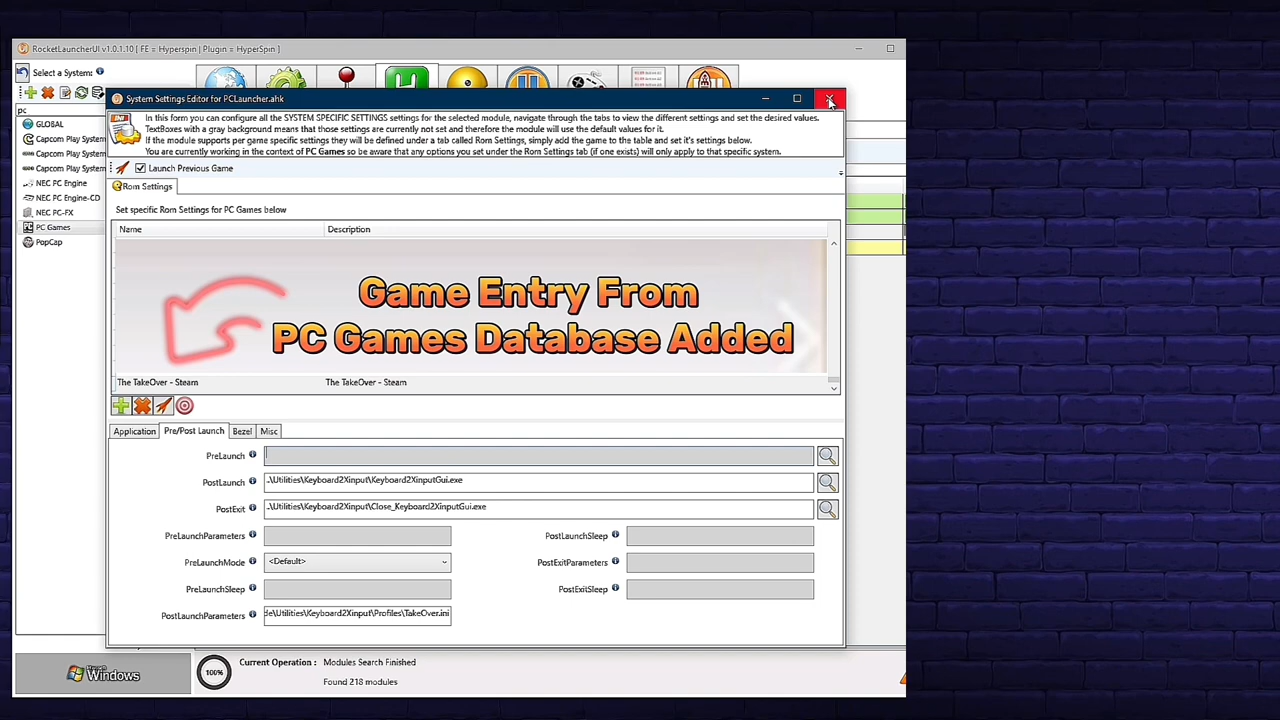 RocketLauncherUI v1.0.1.10 [ FE = Hyperspin | Plugin = HyperSpin ]
Select a System:
pc
GLOBAL
Capcom Play System
Capcom Play System
Capcom Play System
NEC PC Engine
NEC PC Engine-CD
NEC PC-FX
PC Games
PopCap
System Settings Editor for PCLauncher.ahk
In this form you can configure all the SYSTEM SPECIFIC SETTINGS settings for the selected module, navigate through the tabs to view the different settings and set the desired values.
TextBoxes with a gray background means that those settings are currently not set and therefore the module will use the default values for it.
If the module supports per game specific settings they will be defined under a tab called Rom Settings, simply add the game to the table and set it's settings below.
You are currently working in the context of PC Games so be aware that any options you set under the Rom Settings tab (if one exists) will only apply to that specific system.
Launch Previous Game
Rom Settings
Set specific Rom Settings for PC Games below
Name Description
Game Entry From
PC Games Database Added
The TakeOver - Steam The TakeOver - Steam
Application Pre/Post Launch Bezel Misc
PreLaunch
PostLaunch ..\Utilities\Keyboard2Xinput\Keyboard2XinputGui.exe
PostExit ..\Utilities\Keyboard2Xinput\Close_Keyboard2XinputGui.exe
PreLaunchParameters PostLaunchSleep
PreLaunchMode <Default> PostExitParameters
PreLaunchSleep PostExitSleep
PostLaunchParameters de\Utilities\Keyboard2Xinput\Profiles\TakeOver.ini
Windows
100%
Current Operation : Modules Search Finished
Found 218 modules